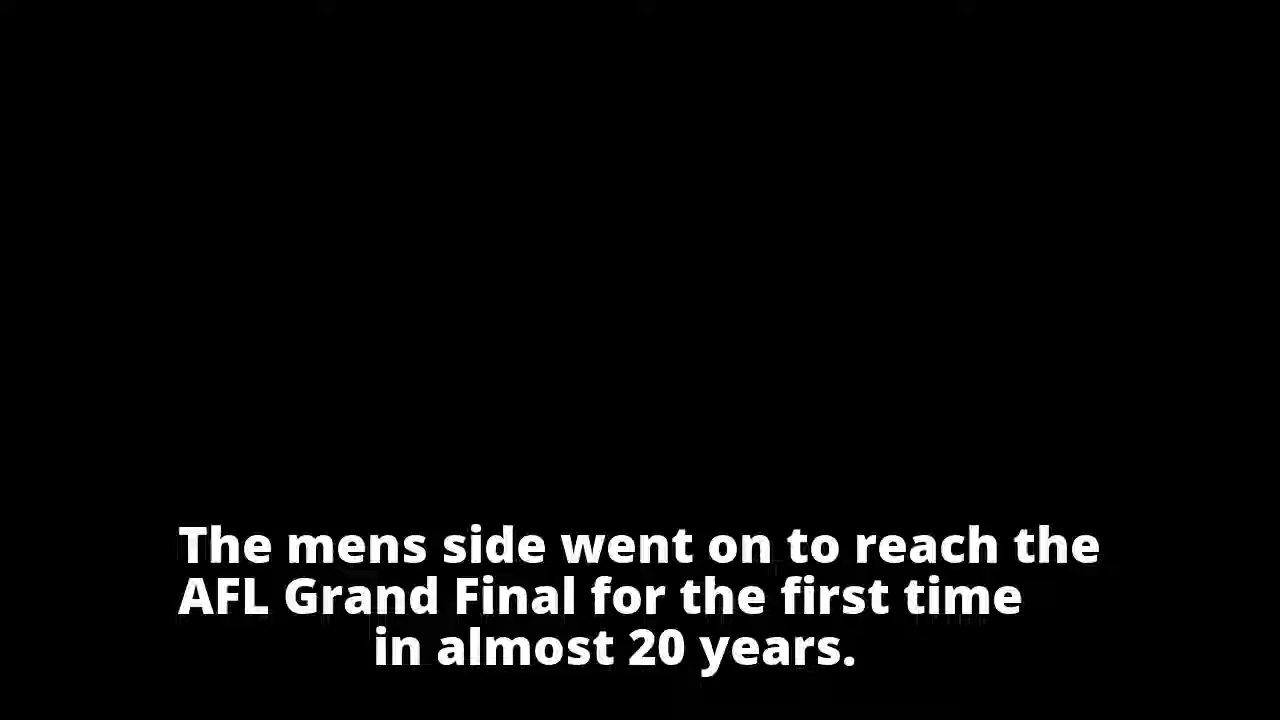 The mens side went on to reach the
AFL Grand Final for the first time
in almost 20 years.